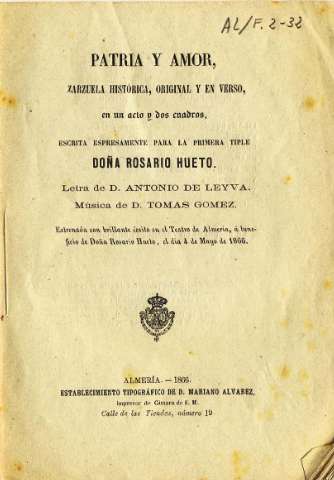 AL/F. 2-32
PATRIA Y AMOR,
ZARZUELA HISTÓRICA, ORIGINAL Y EN VERSO,
en un acto y dos cuadros,
ESCRITA ESPRESAMENTE PARA LA PRIMERA TIPLE
DOÑA ROSARIO HUETO.
Letra de D. ANTONIO DE LEYVA.
Música de D. TOMAS GOMEZ.
Estrenada con brillante éxito en el Teatro de Almería, á bene-
ficio de Doña Rosario Hueto, el dia 4 de Mayo de 1866.
ALMERÍA.—1866.
ESTABLECIMIENTO TIPOGRÁFICO DE D. MARIANO ALVAREZ,
Impresor de Cámara de S. M.
Calle de las Tiendas, número 19